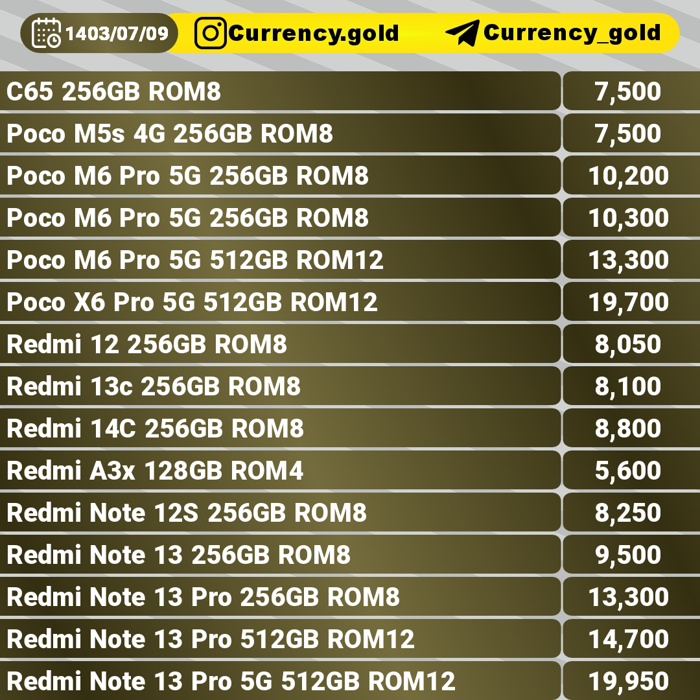 1403/07/09 Currency.gold Currency_gold
C65 256GB ROM8 7,500
Poco M5s 4G 256GB ROM8 7,500
Poco M6 Pro 5G 256GB ROM8 10,200
Poco M6 Pro 5G 256GB ROM8 10,300
Poco M6 Pro 5G 512GB ROM12 13,300
Poco X6 Pro 5G 512GB ROM12 19,700
Redmi 12 256GB ROM8 8,050
Redmi 13c 256GB ROM8 8,100
Redmi 14C 256GB ROM8 8,800
Redmi A3x 128GB ROM4 5,600
Redmi Note 12S 256GB ROM8 8,250
Redmi Note 13 256GB ROM8 9,500
Redmi Note 13 Pro 256GB ROM8 13,300
Redmi Note 13 Pro 512GB ROM12 14,700
Redmi Note 13 Pro 5G 512GB ROM12 19,950